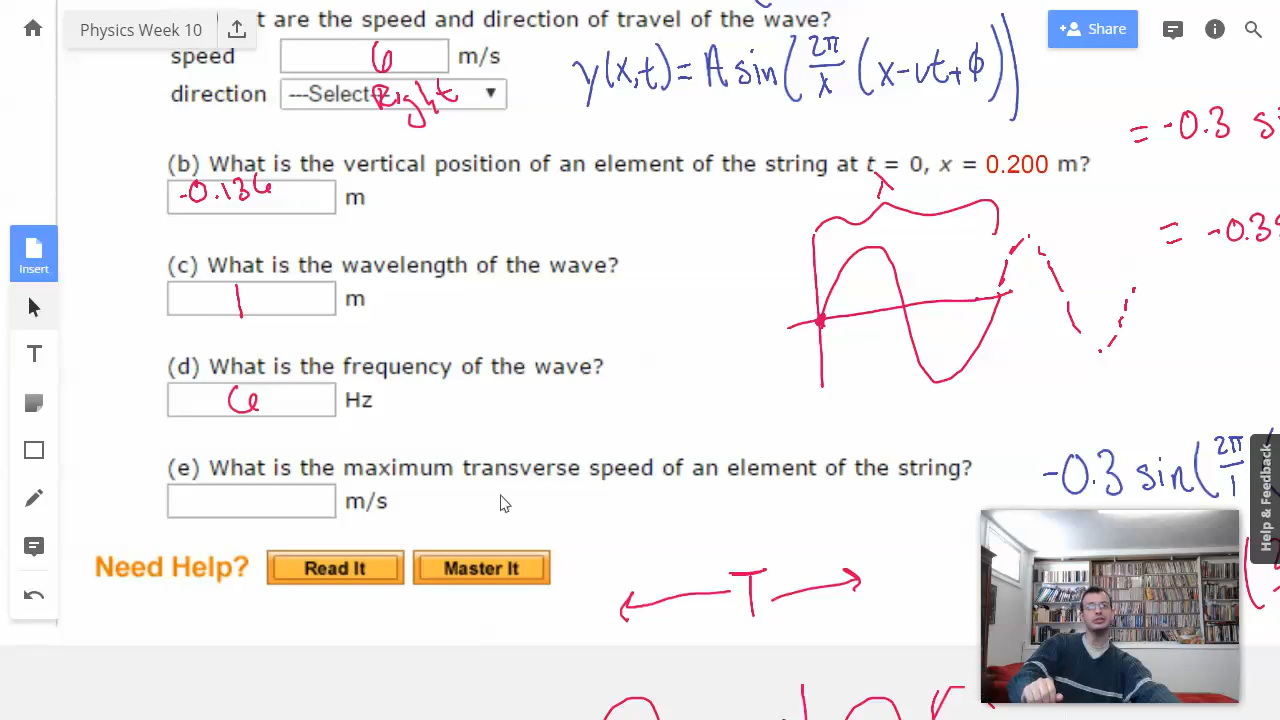 Physics Week 10
t are the speed and direction of travel of the wave?
Share
speed 6 m/s
y(x,t) = A sin(2π/λ (x-vt+ϕ))
direction ---Select-- Right
= -0.3 s
(b) What is the vertical position of an element of the string at t = 0, x = 0.200 m?
-0.136 m
λ
= -0.3
Insert
(c) What is the wavelength of the wave?
1 m
(d) What is the frequency of the wave?
6 Hz
(e) What is the maximum transverse speed of an element of the string?
m/s
-0.3 sin(2π/1
Help & Feedback
Need Help? Read It Master It
T